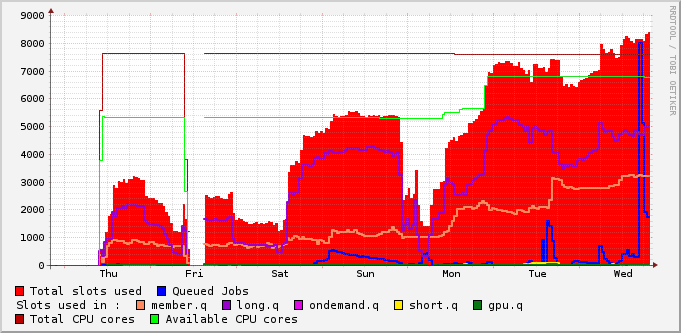 9000
8000
7000
6000
5000
4000
3000
2000
1000
0
Thu Fri Sat Sun Mon Tue Wed
RRDTOOL / TOBI OETIKER
Total slots used Queued Jobs
Slots used in : member.q long.q ondemand.q short.q gpu.q
Total CPU cores Available CPU cores